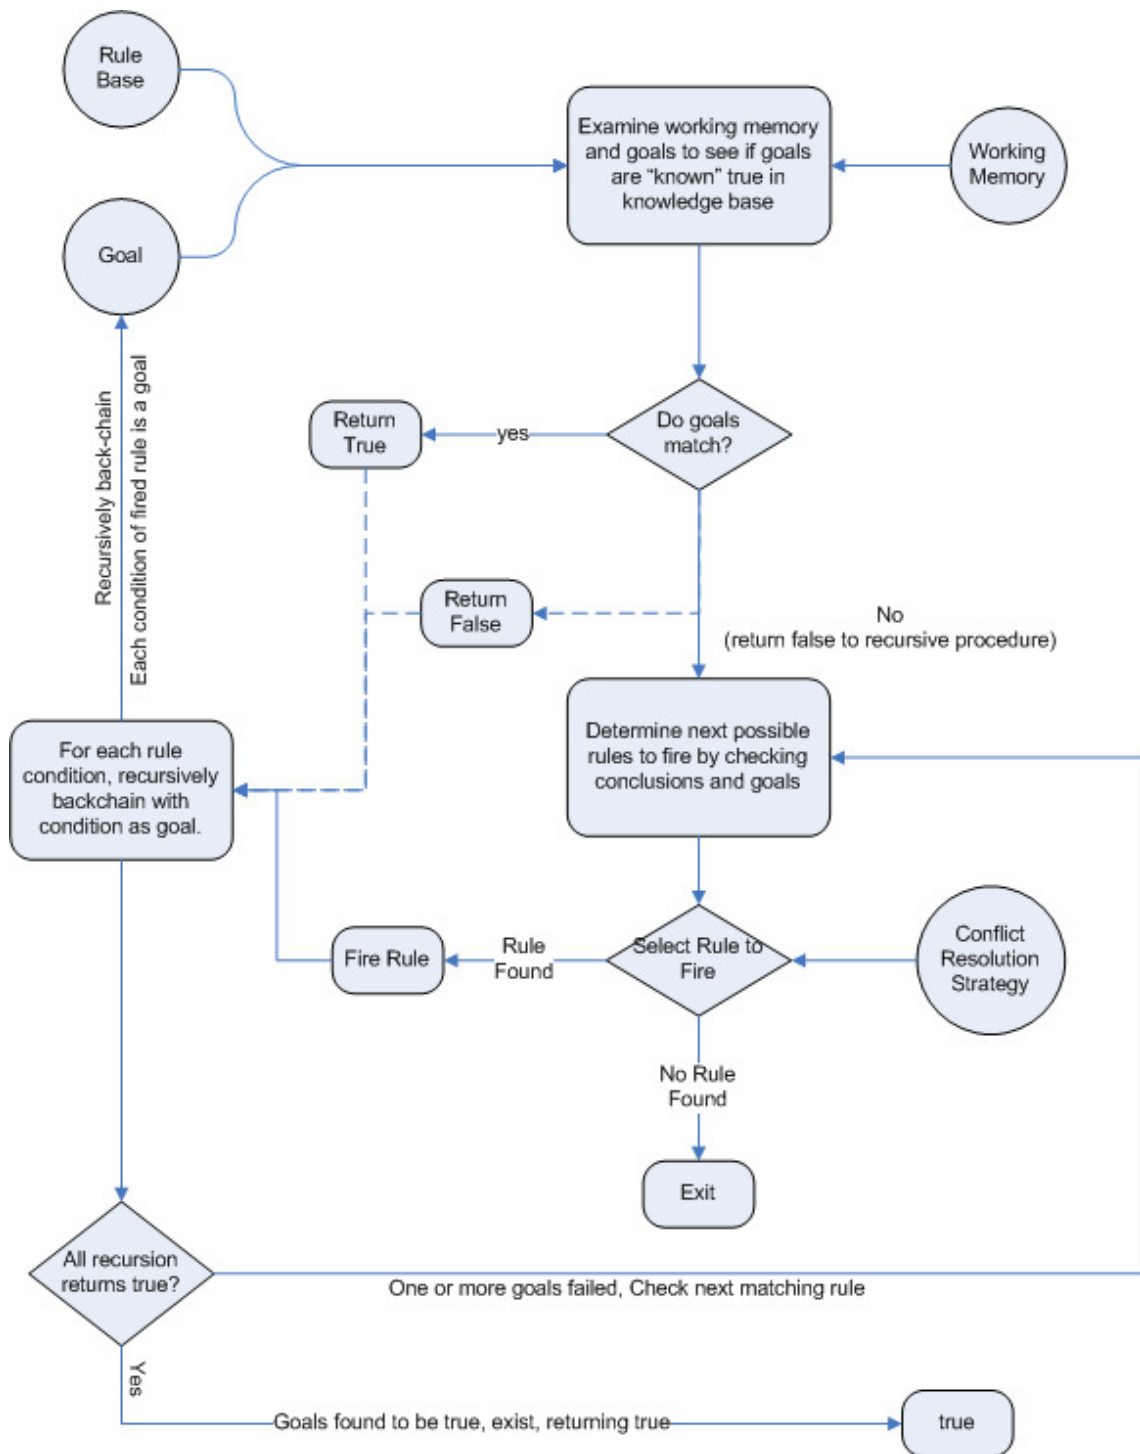 Rule
Base
Examine working memory
and goals to see if goals
are “known” true in
knowledge base
Working
Memory
Goal
Recursively back-chain
Each condition of fired rule is a goal
Return
True
yes
Do goals
match?
Return
False
No
(return false to recursive procedure)
For each rule
condition, recursively
backchain with
condition as goal.
Determine next possible
rules to fire by checking
conclusions and goals
Fire Rule
Rule
Found
Select Rule to
Fire
Conflict
Resolution
Strategy
No Rule
Found
Exit
All recursion
returns true?
One or more goals failed, Check next matching rule
Yes
Goals found to be true, exist, returning true
true